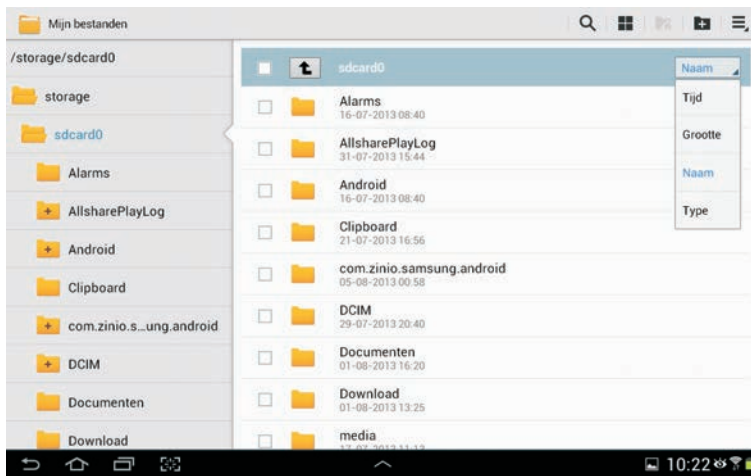 Mijn bestanden
/storage/sdcard0
storage
sdcard0
Alarms
AllsharePlayLog
Android
Clipboard
com.zinio.s...ung.android
DCIM
Documenten
Download
sdcard0
Naam
Tijd
Grootte
Naam
Type
Alarms
16-07-2013 08:40
AllsharePlayLog
31-07-2013 15:44
Android
16-07-2013 08:40
Clipboard
21-07-2013 16:56
com.zinio.samsung.android
05-08-2013 00:58
DCIM
29-07-2013 20:40
Documenten
01-08-2013 16:20
Download
01-08-2013 13:25
media
10:22